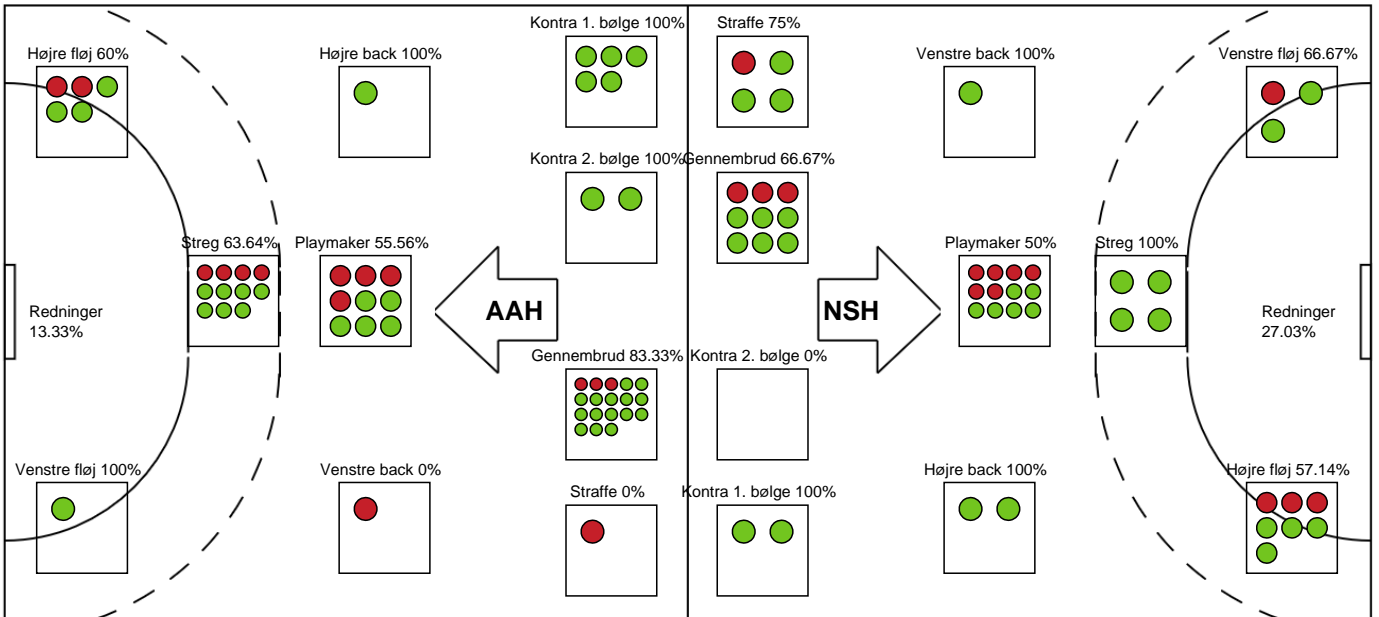 Kontra 1. bølge 100%
Straffe 75%
Højre fløj 60%
Højre back 100%
Venstre back 100%
Venstre fløj 66.67%
Kontra 2. bølge 100%
Gennembrud 66.67%
Streg 63.64%
Playmaker 55.56%
Playmaker 50%
Streg 100%
Redninger
13.33%
AAH
NSH
Redninger
27.03%
Gennembrud 83.33%
Kontra 2. bølge 0%
Venstre fløj 100%
Venstre back 0%
Højre back 100%
Højre fløj 57.14%
Straffe 0%
Kontra 1. bølge 100%